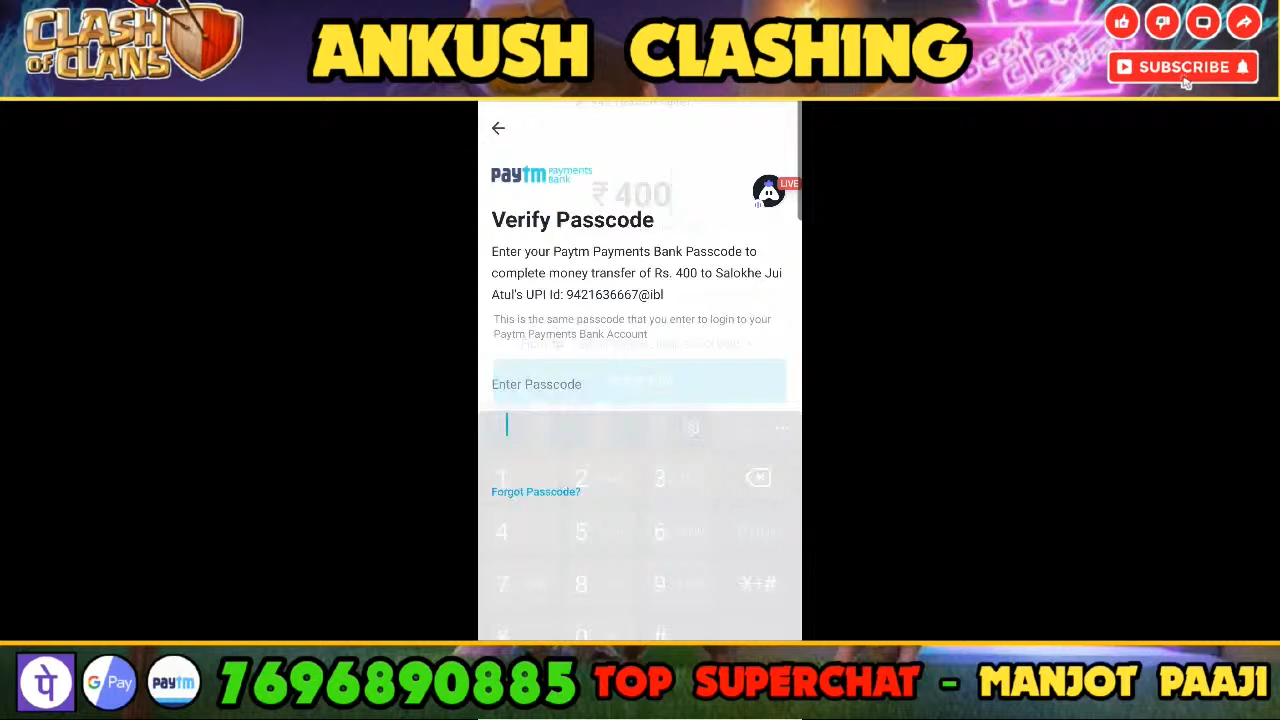 CLASH
OF CLANS
ANKUSH CLASHING
SUBSCRIBE
paytm Payments
Bank
₹400
LIVE
Verify Passcode
Enter your Paytm Payments Bank Passcode to
complete money transfer of Rs. 400 to Salokhe Jui
Atul's UPI Id: 9421636667@ibl
This is the same passcode that you enter to login to your
Paytm Payments Bank Account
Enter Passcode
1 2 3
Forgot Passcode?
4 5 6
7 8 9 ¥+#
¥ 0 #
पे G Pay paytm 7696890885 TOP SUPERCHAT - MANJOT PAAJI